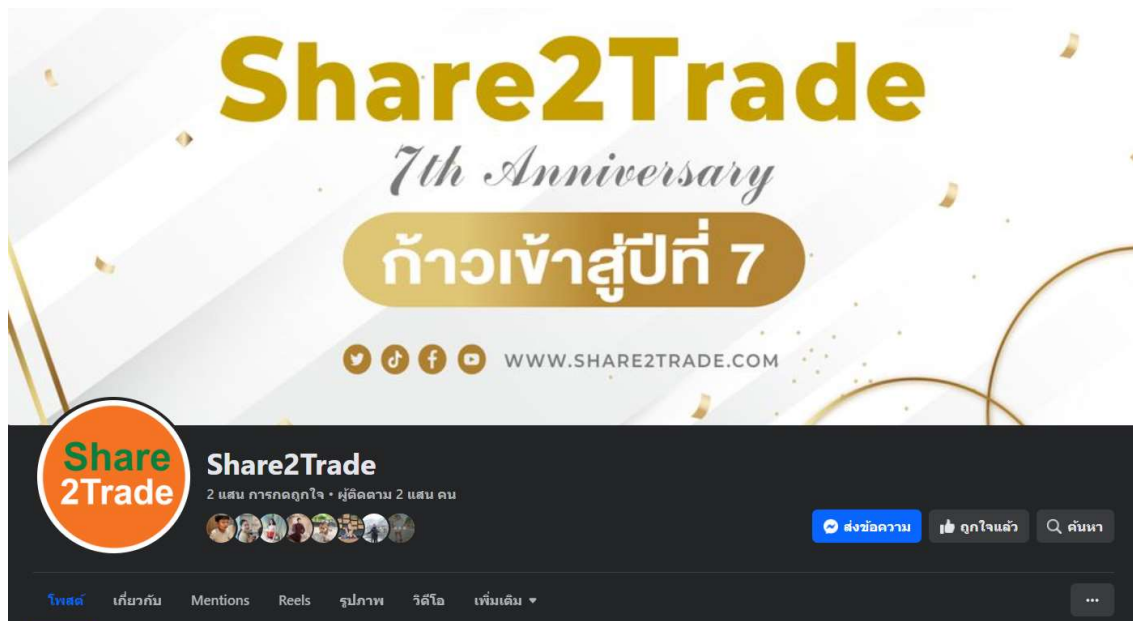 Share2Trade
7th Anniversary
ก้าวเข้าสู่ปีที่ 7
WWW.SHARE2TRADE.COM
Share
2Trade
Share2Trade
2 แสน การกดถูกใจ • ผู้ติดตาม 2 แสน คน
ส่งข้อความ ถูกใจแล้ว ค้นหา
โพสต์ เกี่ยวกับ Mentions Reels รูปภาพ วิดีโอ เพิ่มเติม